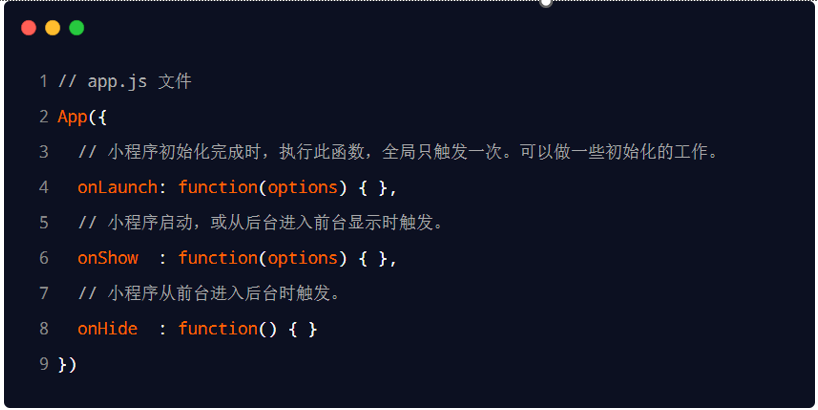 1 // app.js 文件
2 App({
3   // 小程序初始化完成时，执行此函数，全局只触发一次。可以做一些初始化的工作。
4   onLaunch: function(options) { },
5   // 小程序启动，或从后台进入前台显示时触发。
6   onShow  : function(options) { },
7   // 小程序从前台进入后台时触发。
8   onHide  : function() { }
9 })